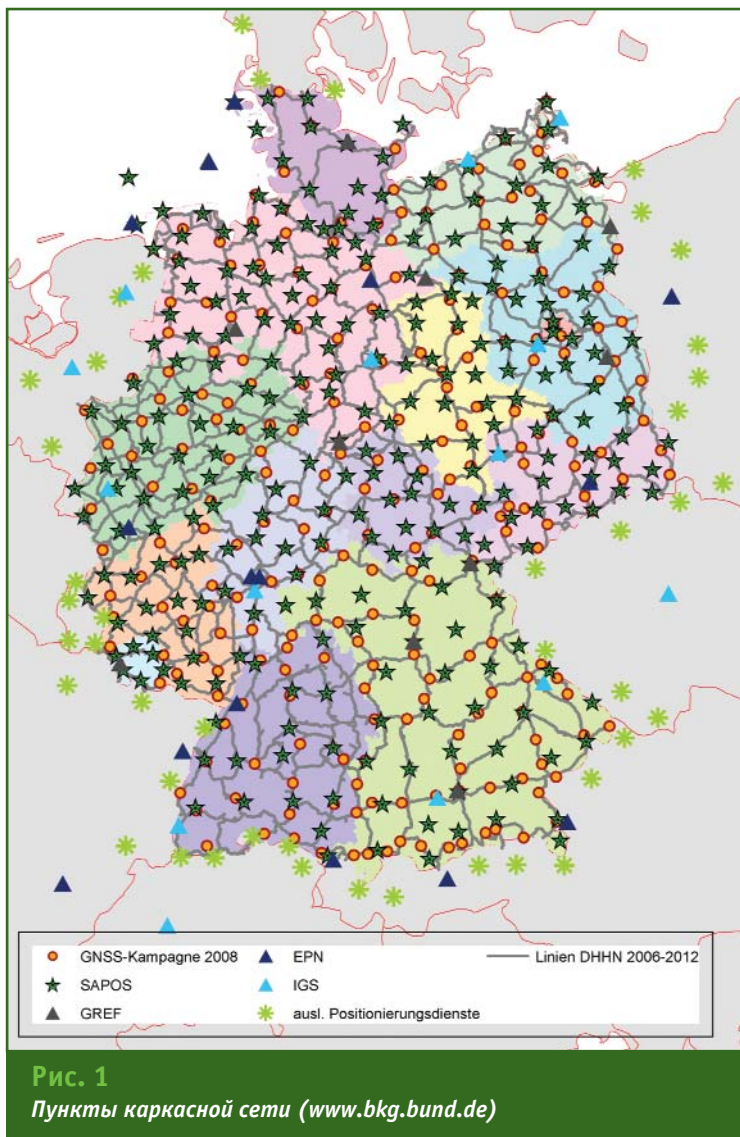 GNSS-Kampagne 2008
EPN
Linien DHHN 2006-2012
SAPOS
IGS
GREF
ausl. Positionierungsdienste
Рис. 1
Пункты каркасной сети (www.bkg.bund.de)